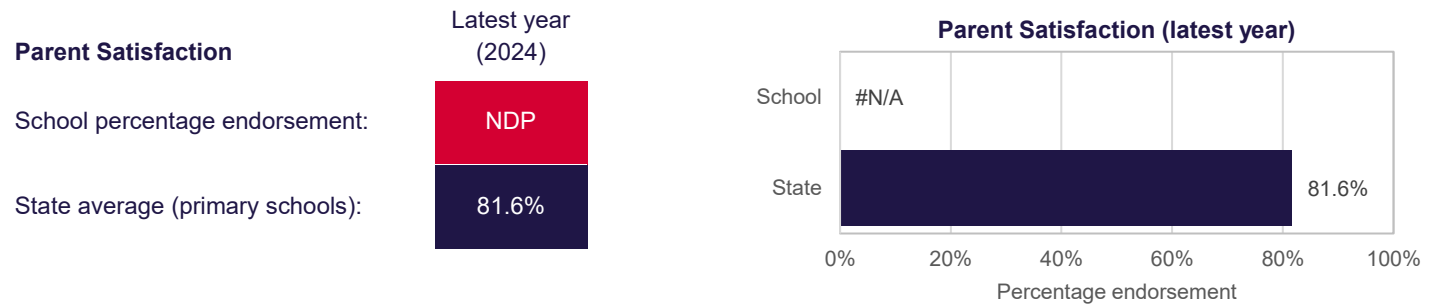 Latest year
(2024)
Parent Satisfaction
School percentage endorsement:
NDP
State average (primary schools):
81.6%
Parent Satisfaction (latest year)
School
#N/A
State
81.6%
0%
20%
40%
60%
80%
100%
Percentage endorsement